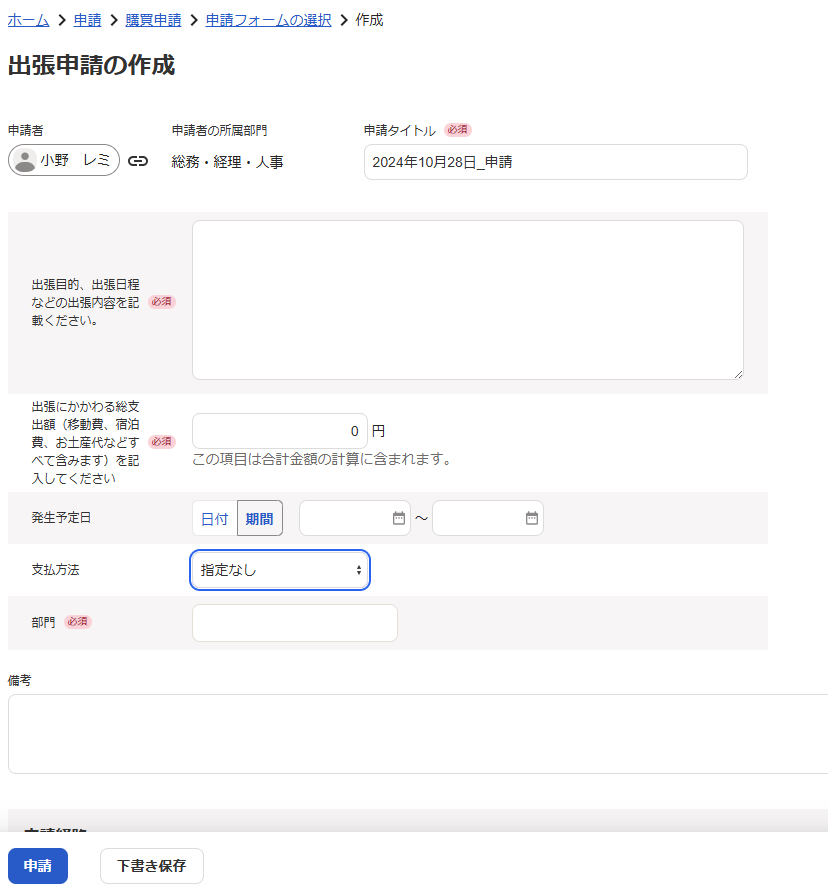 ホーム > 申請 > 購買申請 > 申請フォームの選択 > 作成
出張申請の作成
申請者 申請者の所属部門 申請タイトル 必須
小野　レミ 総務・経理・人事 2024年10月28日_申請
出張目的、出張日程
などの出張内容を記 必須
載ください。
出張にかかわる総支
出額（移動費、宿泊
費、お土産代などす 必須
べて含みます）を記
入してください
0 円
この項目は合計金額の計算に含まれます。
発生予定日 日付 期間 ～
支払方法 指定なし
部門 必須
備考
申請経路
申請 下書き保存